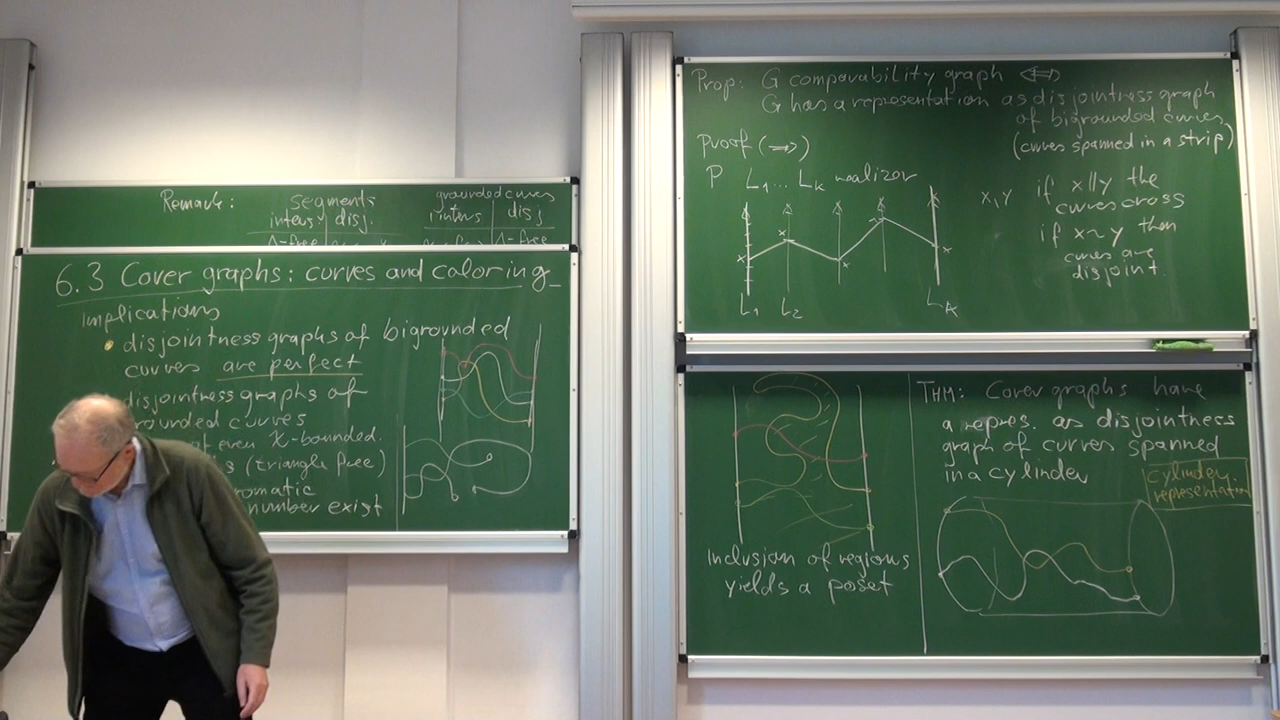 Remark:
segments
inters. disj.
Δ-free
grounded curves
inters disj
Δ-free
6.3 Cover graphs: curves and coloring
Implications
• disjointness graphs of bigrounded
curves are perfect
disjointness graphs of
rounded curves
t even χ-bounded.
s (triangle free)
omatic
number exist
Prop: G comparability graph ⟺
G has a representation as disjointness graph
of bigrounded curves
(curves spanned in a strip)
Proof (⟹)
P L₁ ... L_k realizer
x x x x
x x x x
L₁ L₂ L_k
x,y if x||y the
curves cross
if x~y then
curves are
disjoint.
Inclusion of regions
yields a poset
THM: Cover graphs have
a repres. as disjointness
graph of curves spanned
in a cylinder
cylinder
representation